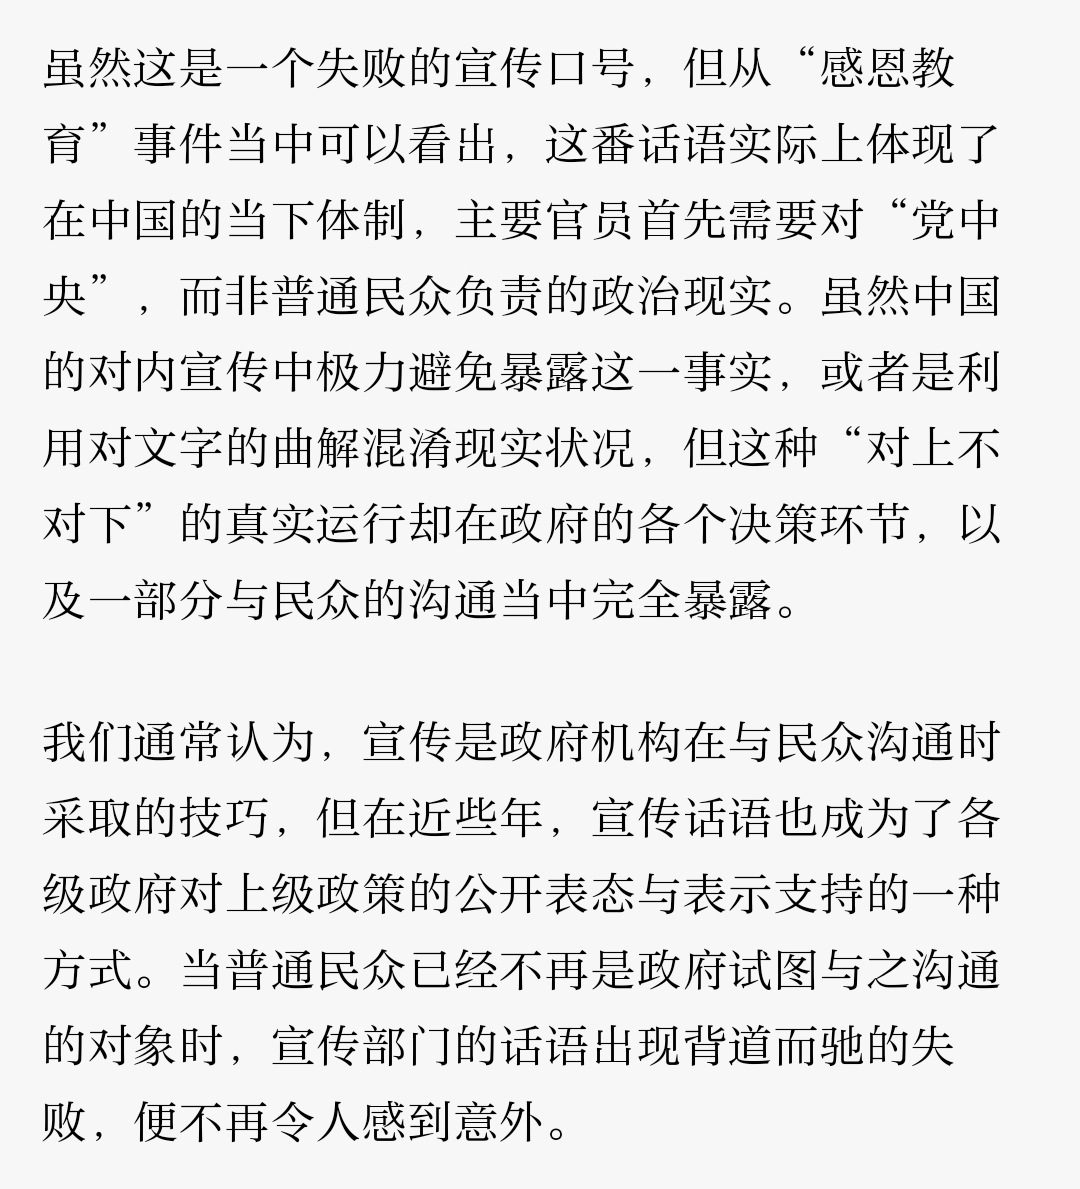 虽然这是一个失败的宣传口号，但从“感恩教
育”事件当中可以看出，这番话语实际上体现了
在中国的当下体制，主要官员首先需要对“党中
央”，而非普通民众负责的政治现实。虽然中国
的对内宣传中极力避免暴露这一事实，或者是利
用对文字的曲解混淆现实状况，但这种“对上不
对下”的真实运行却在政府的各个决策环节，以
及一部分与民众的沟通当中完全暴露。
我们通常认为，宣传是政府机构在与民众沟通时
采取的技巧，但在近些年，宣传话语也成为了各
级政府对上级政策的公开表态与表示支持的一种
方式。当普通民众已经不再是政府试图与之沟通
的对象时，宣传部门的话语出现背道而驰的失
败，便不再令人感到意外。